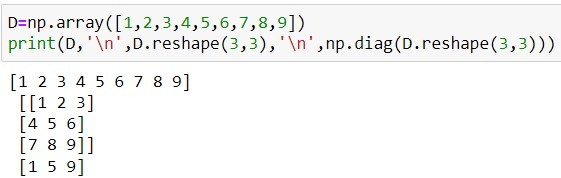 D=np.array([1,2,3,4,5,6,7,8,9])
print(D,'\n',D.reshape(3,3),'\n',np.diag(D.reshape(3,3)))
[1 2 3 4 5 6 7 8 9]
 [[1 2 3]
 [4 5 6]
 [7 8 9]]
 [1 5 9]